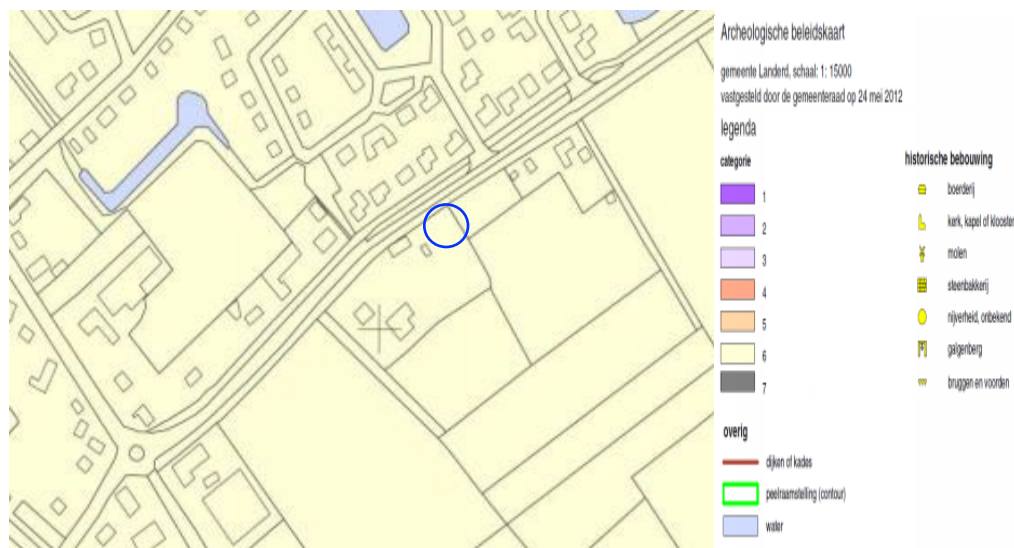 Archeologische beleidskaart
gemeente Landerd, schaal: 1: 15000
vastgesteld door de gemeenteraad op 24 mei 2012
legenda
categorie
1
2
3
4
5
6
7
historische bebouwing
boerderij
kerk, kapel of klooster
molen
steenbakkerij
nijverheid, onbekend
galgenberg
bruggen en voorden
overig
dijken of kades
peelraamstelling (contour)
water